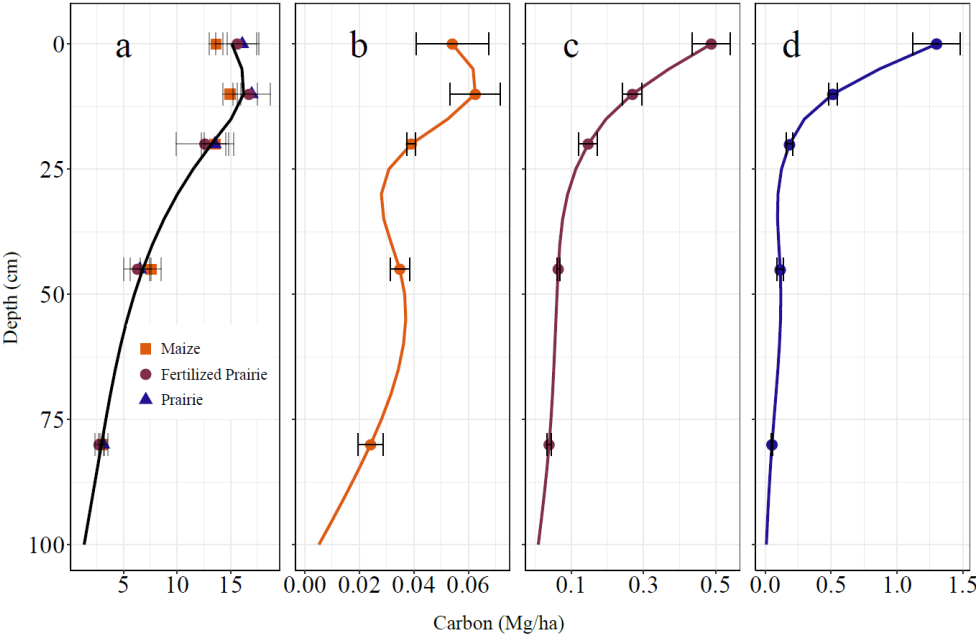 a b c d
0
25
50
75
100
Depth (cm)
Maize
Fertilized Prairie
Prairie
5 10 15 0.00 0.02 0.04 0.06 0.1 0.3 0.5 0.0 0.5 1.0 1.5
Carbon (Mg/ha)